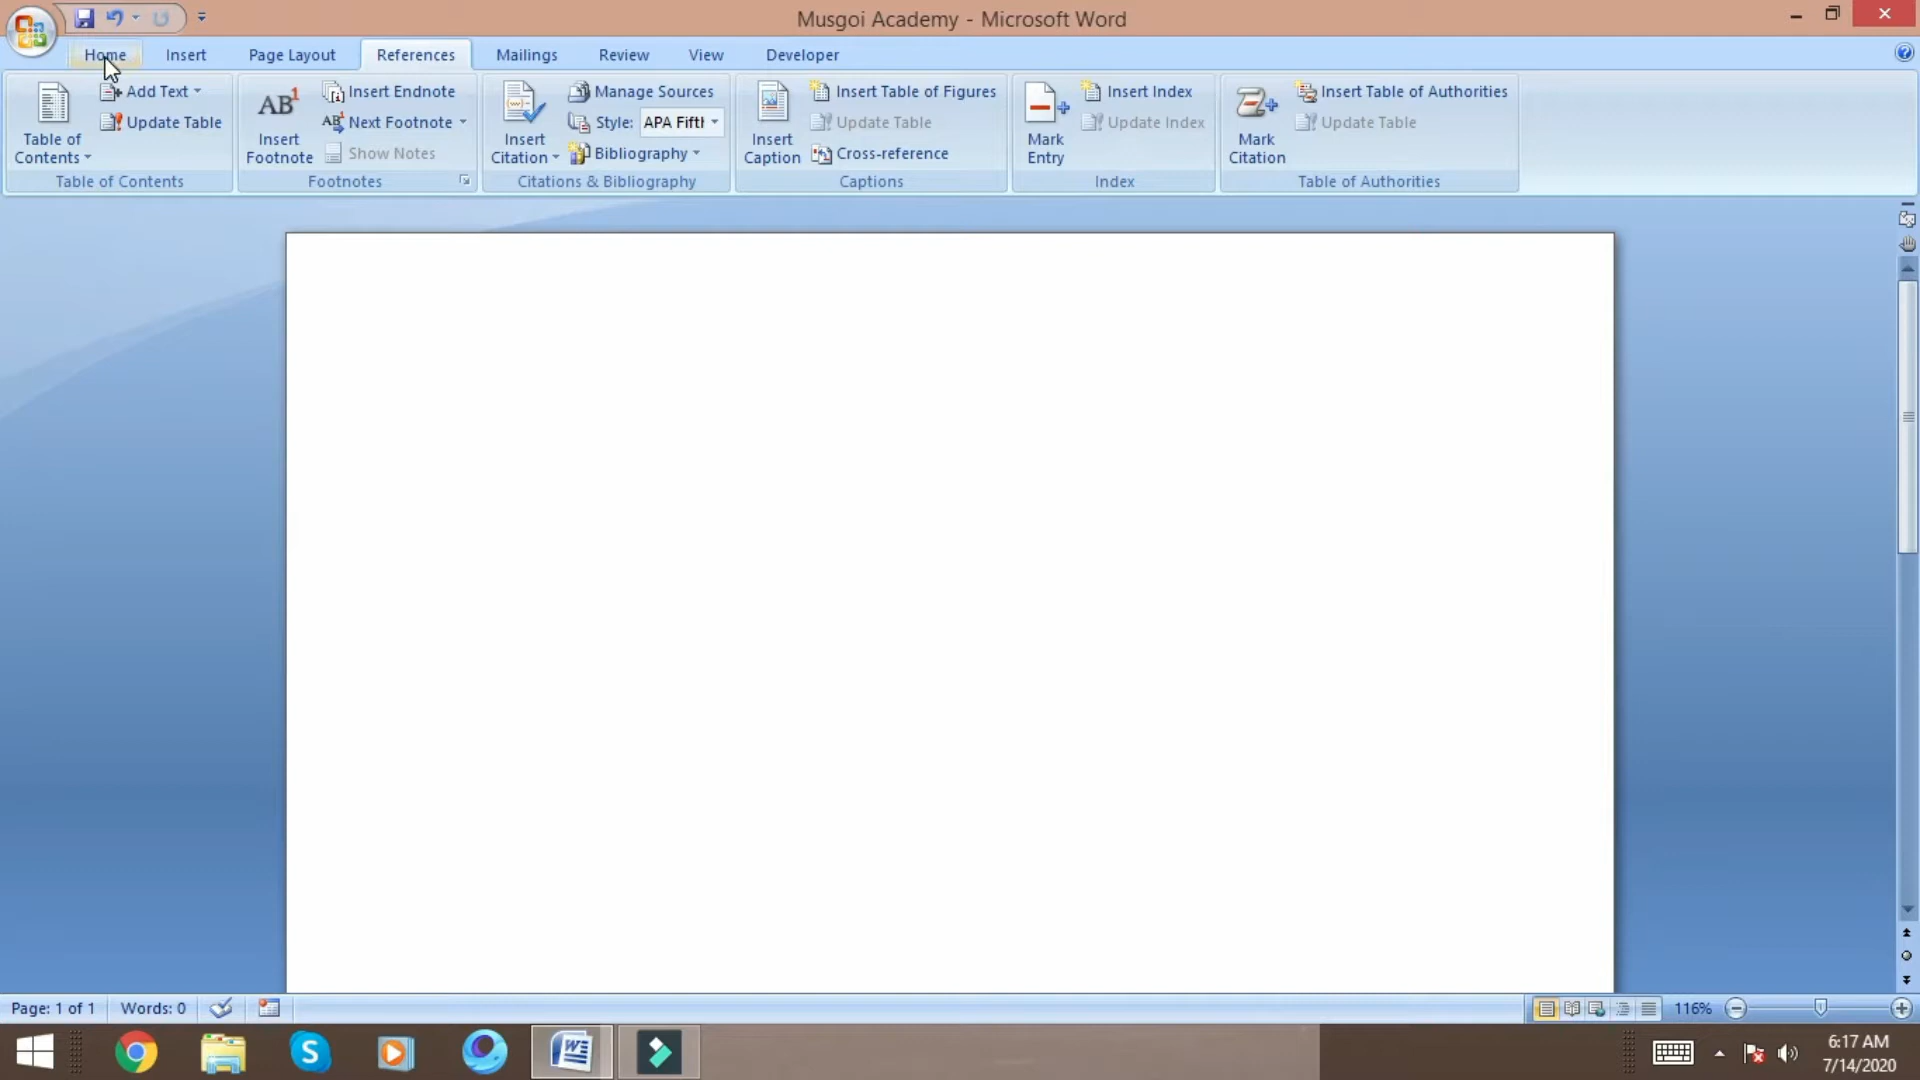 Musgoi Academy - Microsoft Word
Home Insert Page Layout References Mailings Review View Developer
Table of Contents
Add Text
Update Table
Table of Contents
AB1
Insert Footnote
Insert Endnote
AB1 Next Footnote
Show Notes
Footnotes
Insert Citation
Manage Sources
Style: APA Fifth
Bibliography
Citations & Bibliography
Insert Caption
Insert Table of Figures
Update Table
Cross-reference
Captions
Mark Entry
Insert Index
Update Index
Index
Mark Citation
Insert Table of Authorities
Update Table
Table of Authorities
Page: 1 of 1 Words: 0 116%
6:17 AM
7/14/2020